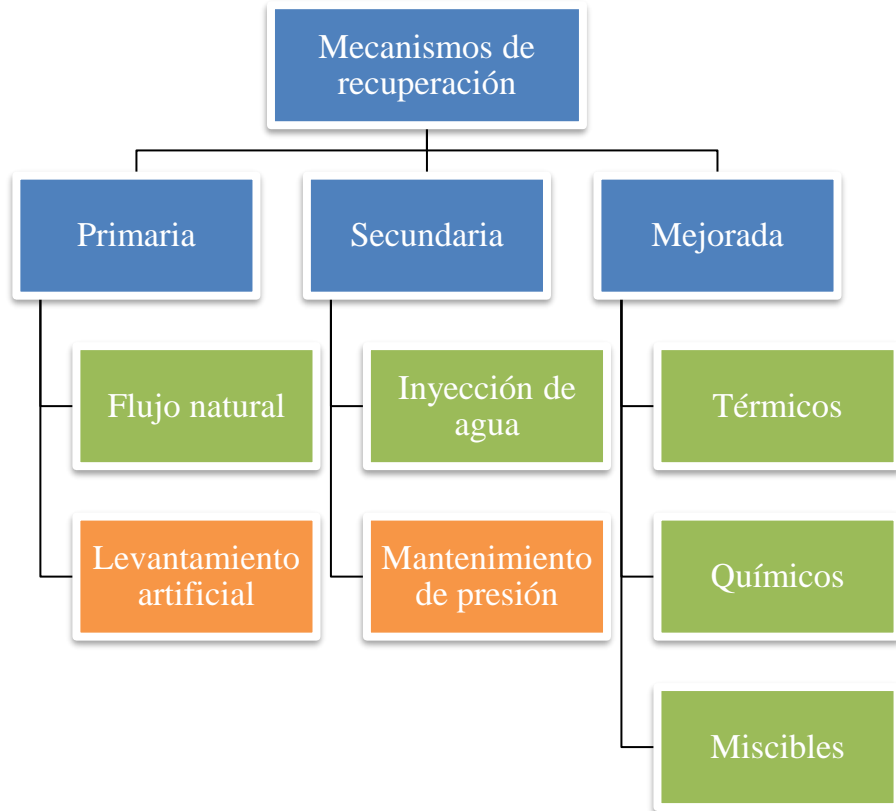 Mecanismos de
recuperación
Primaria
Secundaria
Mejorada
Flujo natural
Inyección de
agua
Térmicos
Levantamiento
artificial
Mantenimiento
de presión
Químicos
Miscibles